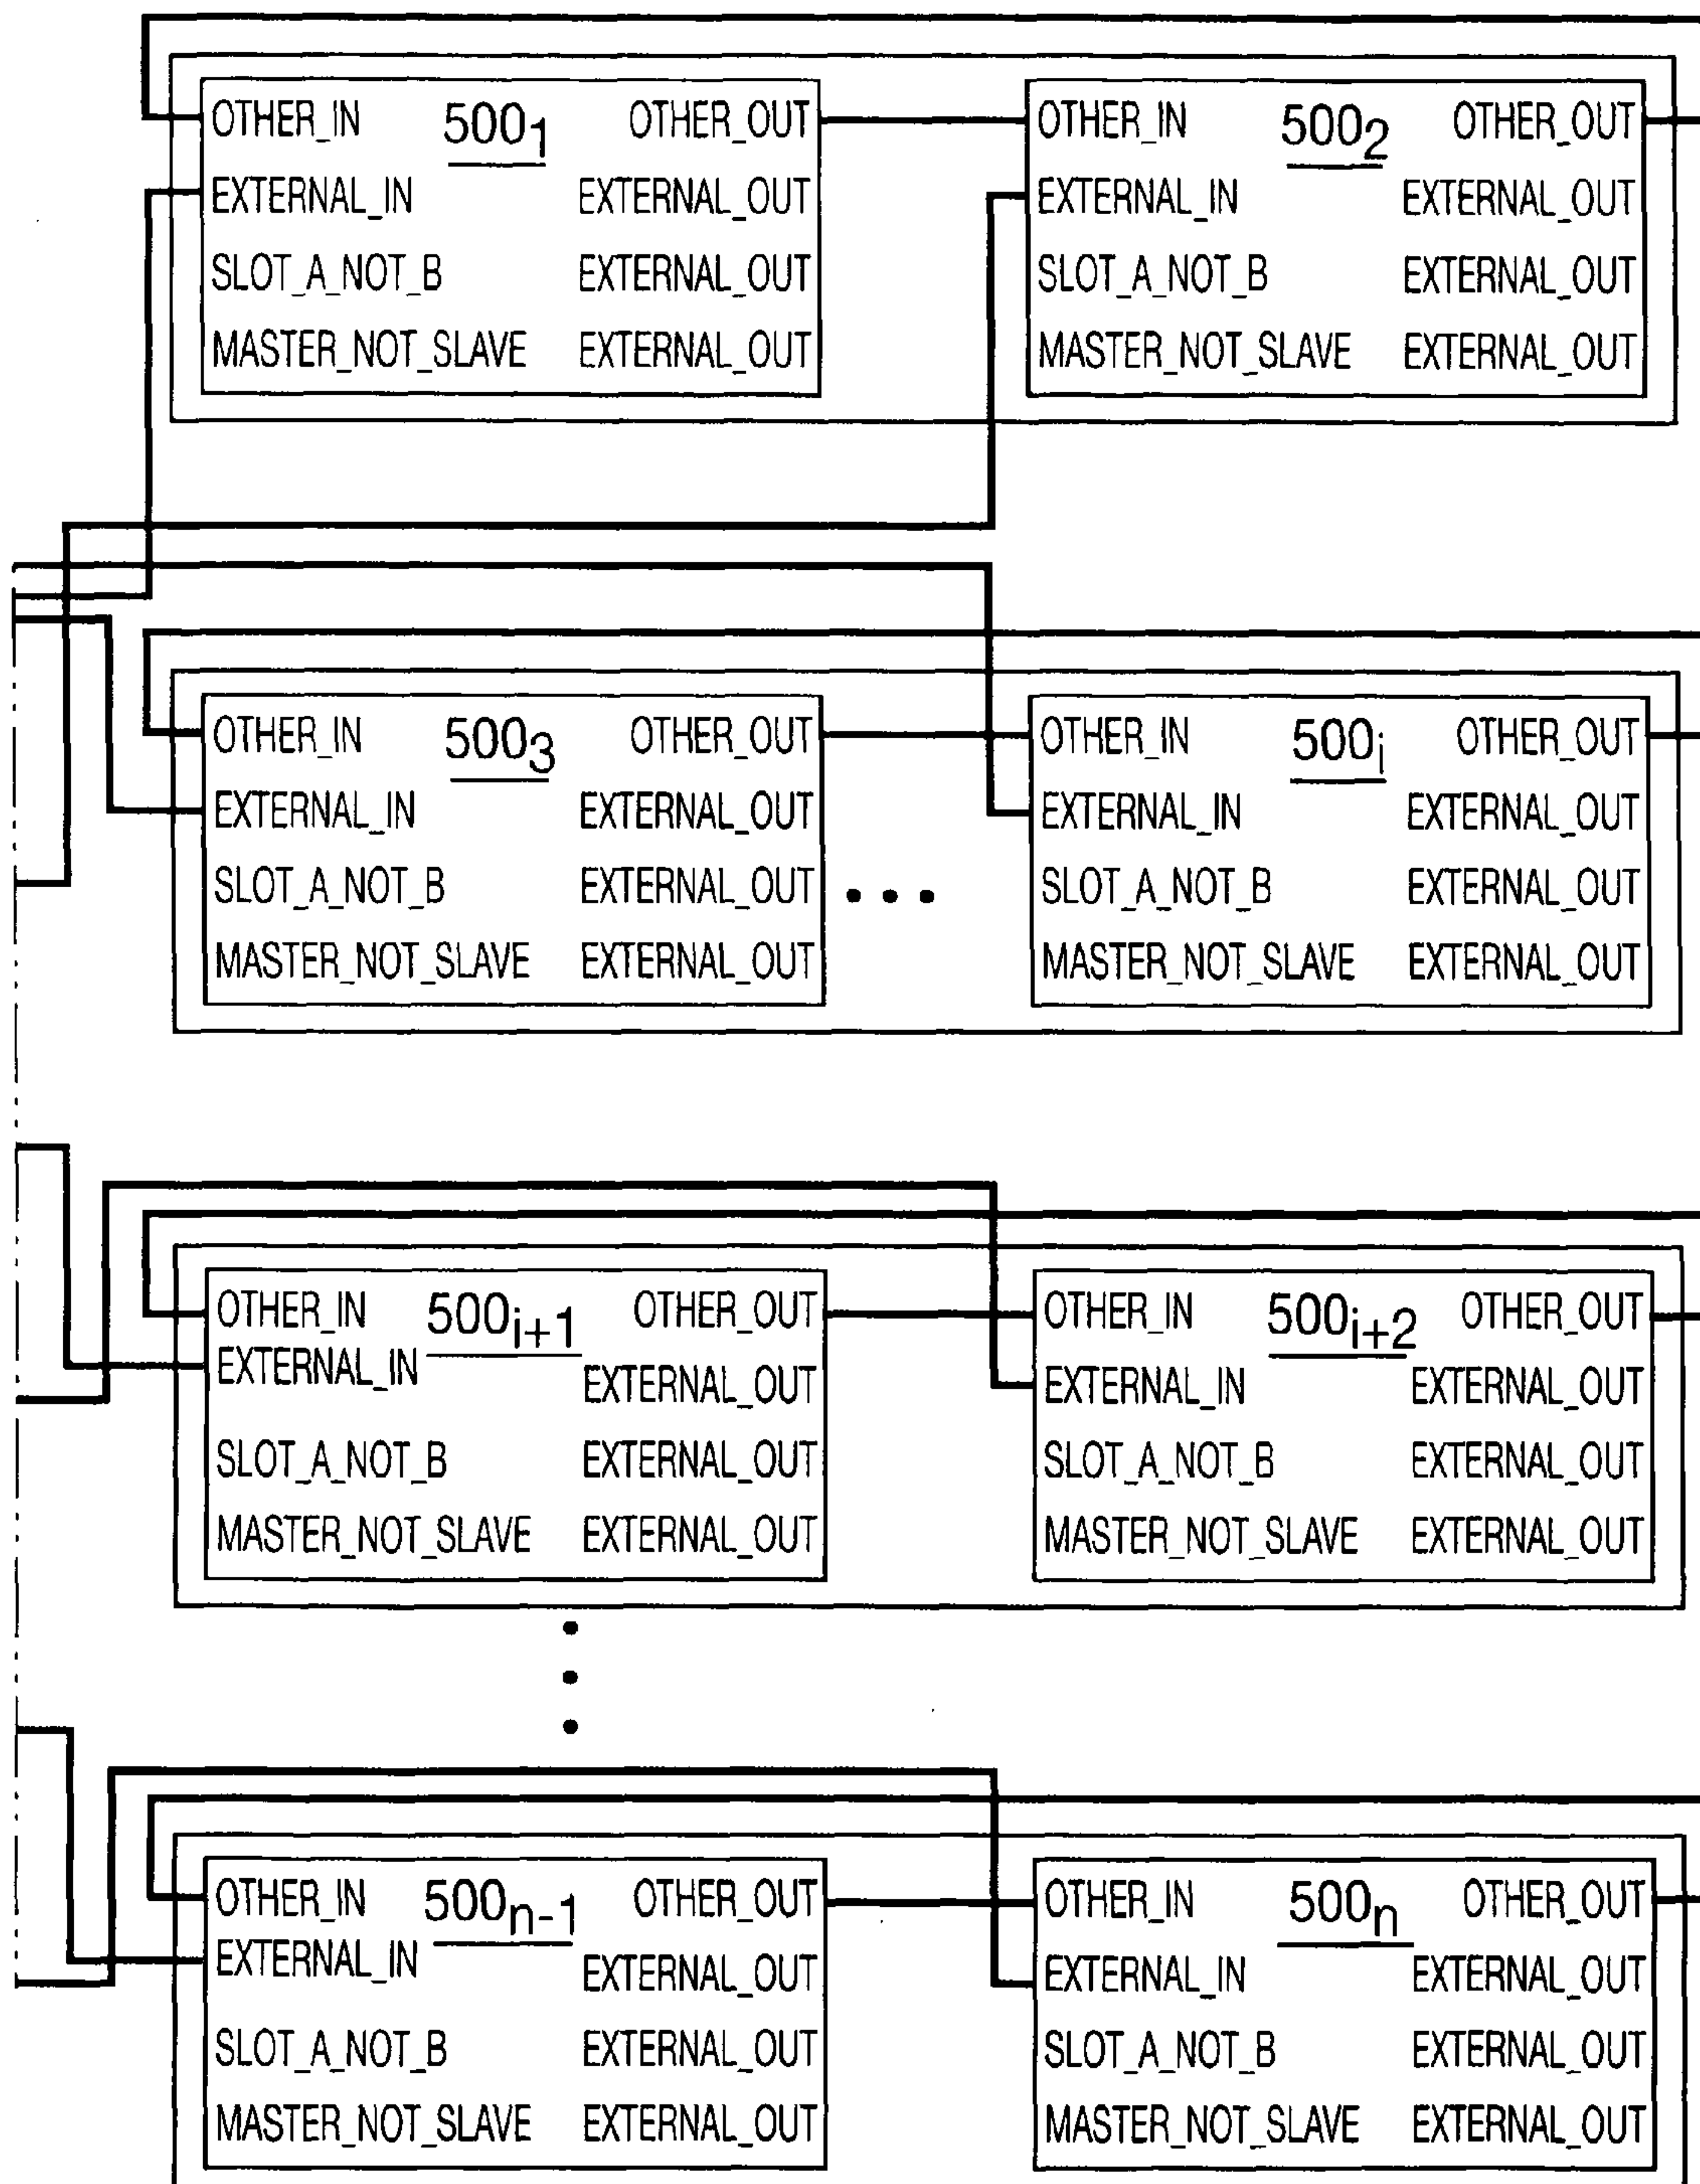 OTHER_IN 500₁ OTHER_OUT
EXTERNAL_IN EXTERNAL_OUT
SLOT_A_NOT_B EXTERNAL_OUT
MASTER_NOT_SLAVE EXTERNAL_OUT
OTHER_IN 500₂ OTHER_OUT
EXTERNAL_IN EXTERNAL_OUT
SLOT_A_NOT_B EXTERNAL_OUT
MASTER_NOT_SLAVE EXTERNAL_OUT
OTHER_IN 500₃ OTHER_OUT
EXTERNAL_IN EXTERNAL_OUT
SLOT_A_NOT_B EXTERNAL_OUT
MASTER_NOT_SLAVE EXTERNAL_OUT
OTHER_IN 500ᵢ OTHER_OUT
EXTERNAL_IN EXTERNAL_OUT
SLOT_A_NOT_B EXTERNAL_OUT
MASTER_NOT_SLAVE EXTERNAL_OUT
OTHER_IN 500ᵢ₊₁ OTHER_OUT
EXTERNAL_IN EXTERNAL_OUT
SLOT_A_NOT_B EXTERNAL_OUT
MASTER_NOT_SLAVE EXTERNAL_OUT
OTHER_IN 500ᵢ₊₂ OTHER_OUT
EXTERNAL_IN EXTERNAL_OUT
SLOT_A_NOT_B EXTERNAL_OUT
MASTER_NOT_SLAVE EXTERNAL_OUT
OTHER_IN 500ₙ₋₁ OTHER_OUT
EXTERNAL_IN EXTERNAL_OUT
SLOT_A_NOT_B EXTERNAL_OUT
MASTER_NOT_SLAVE EXTERNAL_OUT
OTHER_IN 500ₙ OTHER_OUT
EXTERNAL_IN EXTERNAL_OUT
SLOT_A_NOT_B EXTERNAL_OUT
MASTER_NOT_SLAVE EXTERNAL_OUT